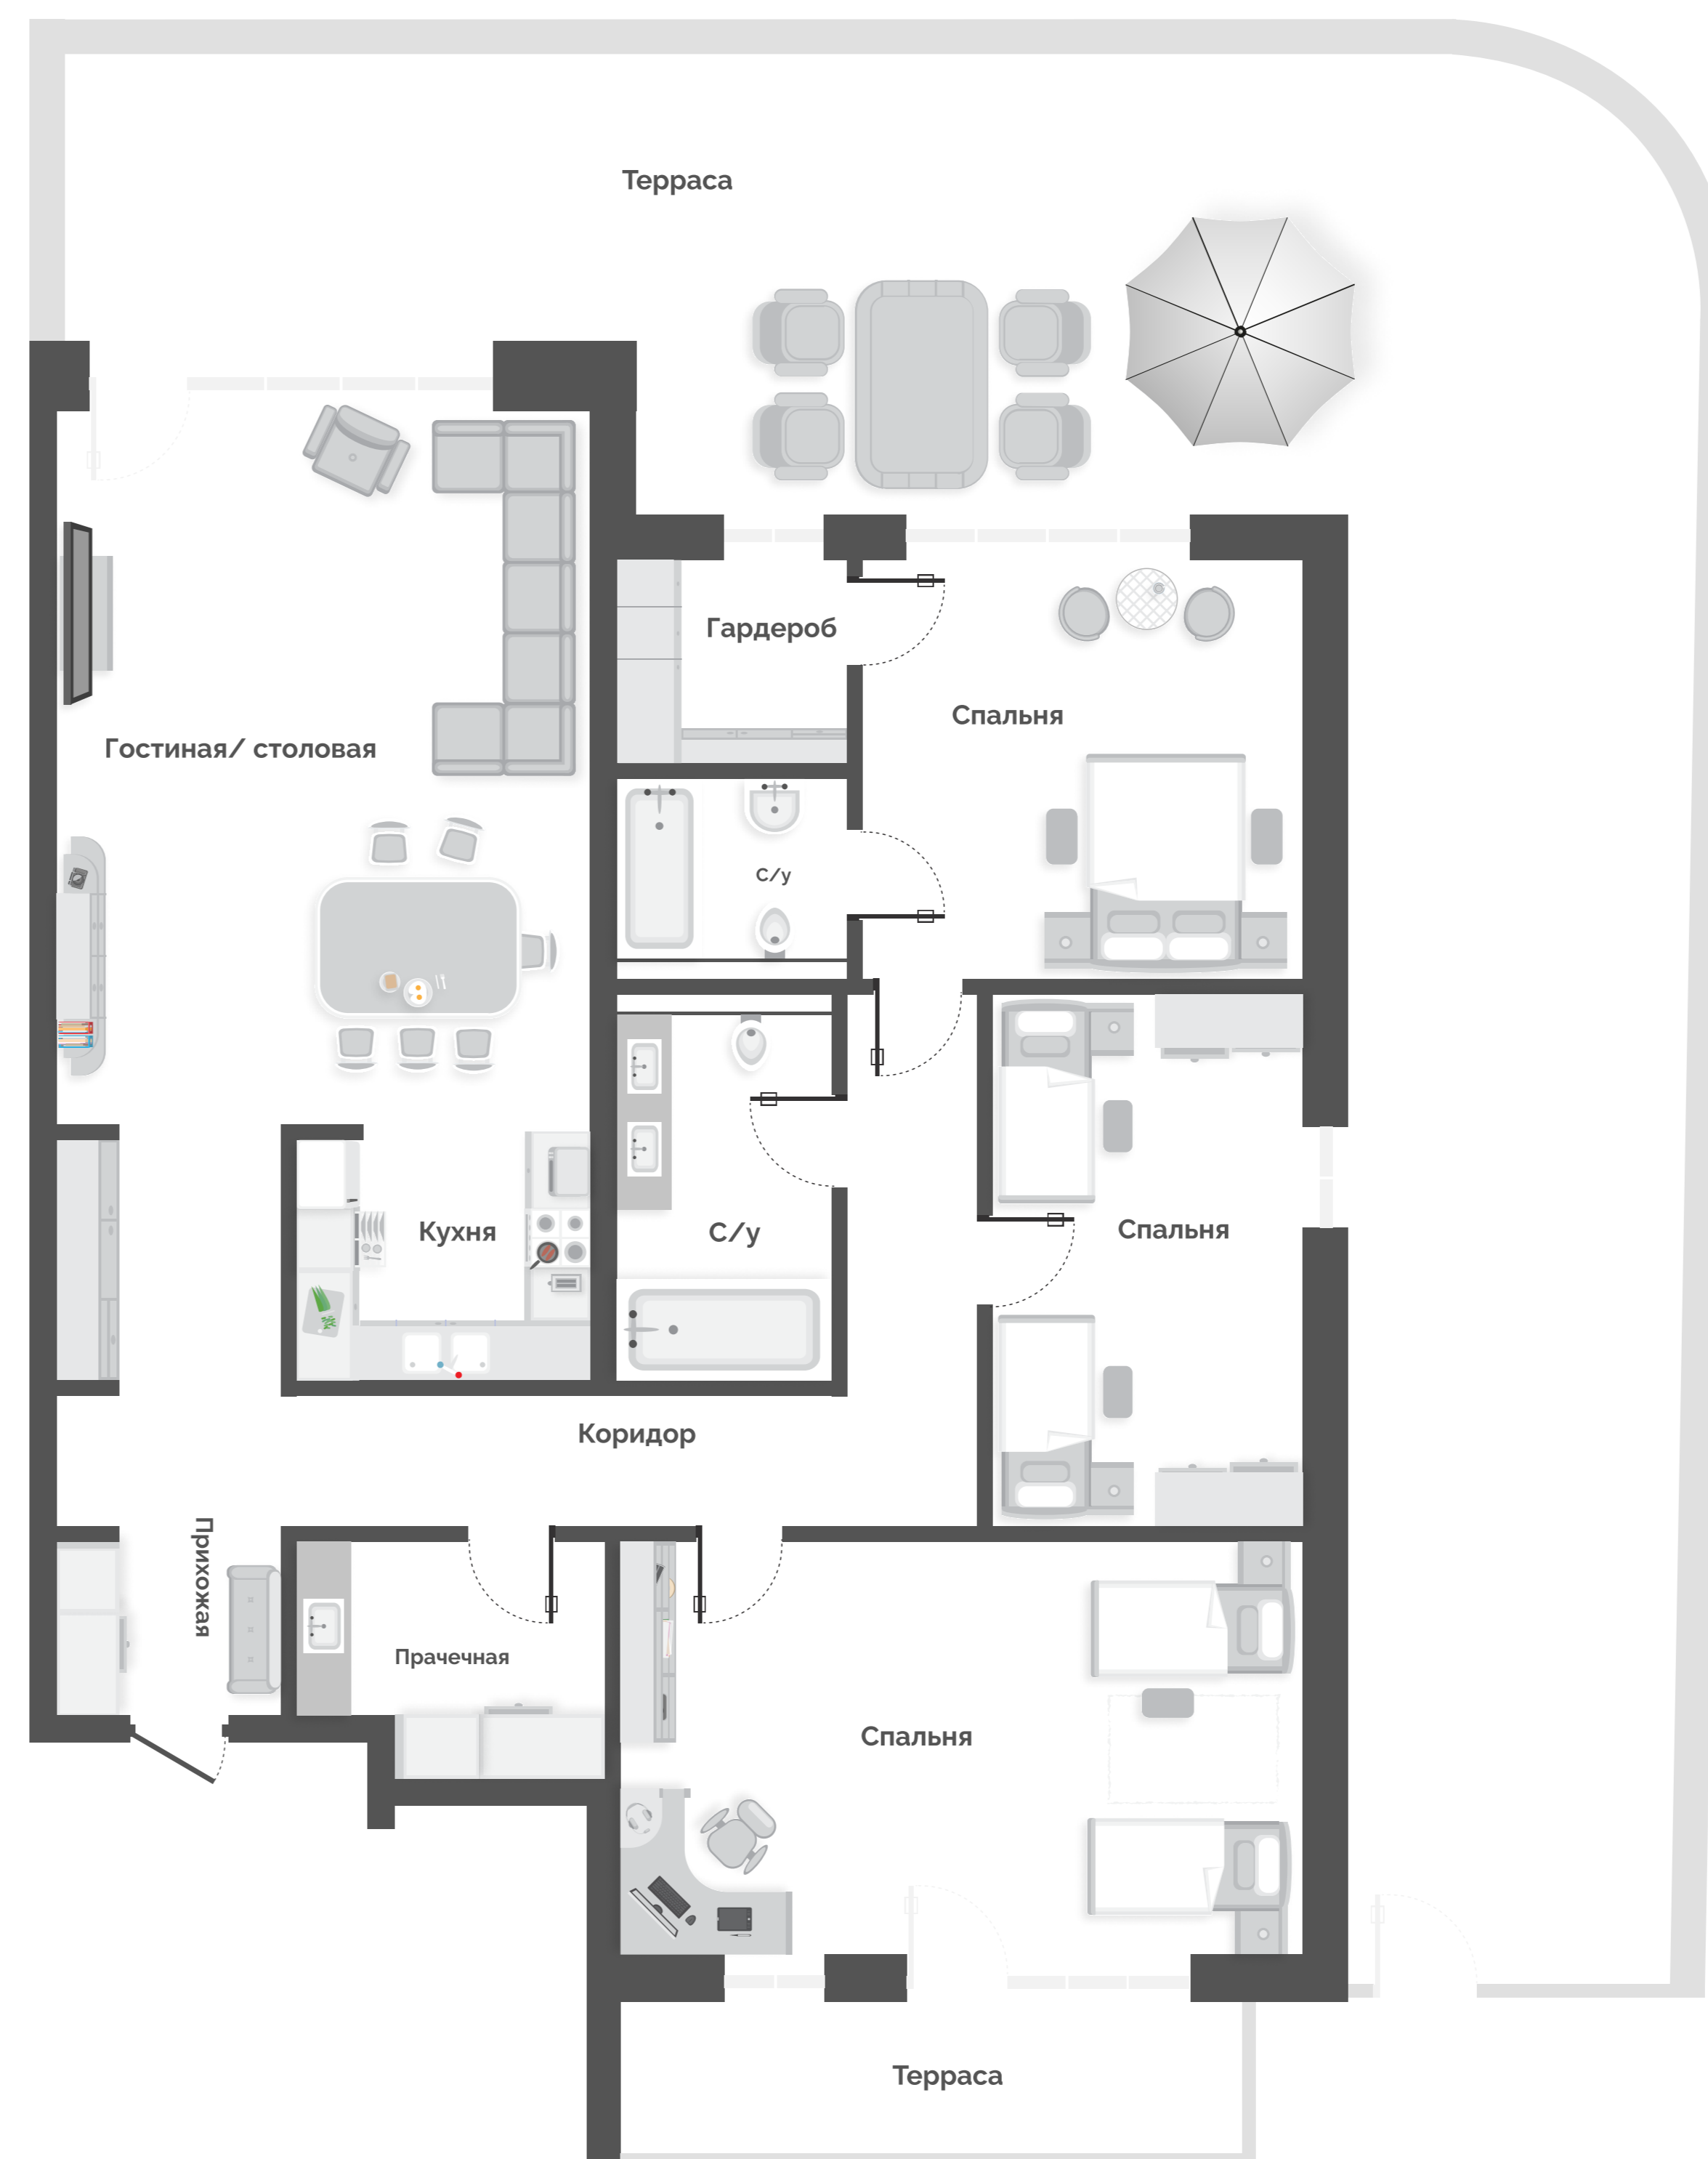 Терраса
Гардероб
Спальня
Гостиная/ столовая
С/у
Кухня
С/у
Спальня
Коридор
Прихожая
Прачечная
Спальня
Терраса